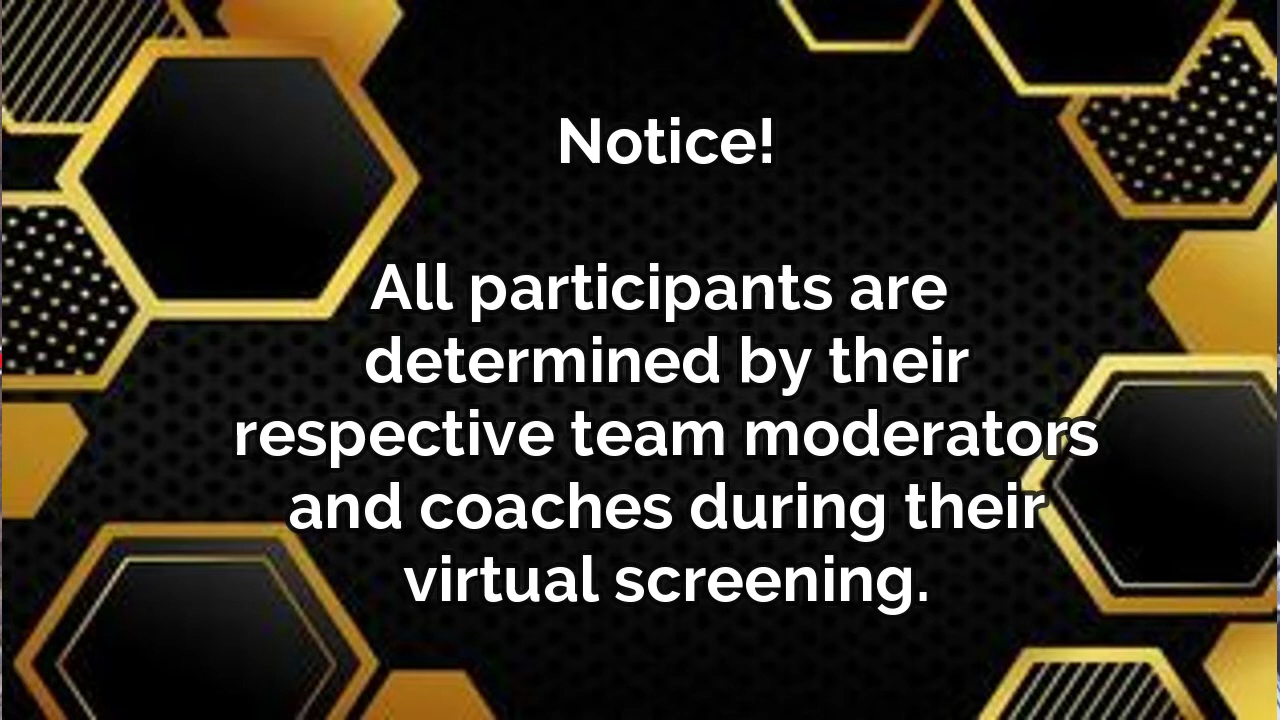 Notice!
All participants are
determined by their
respective team moderators
and coaches during their
virtual screening.